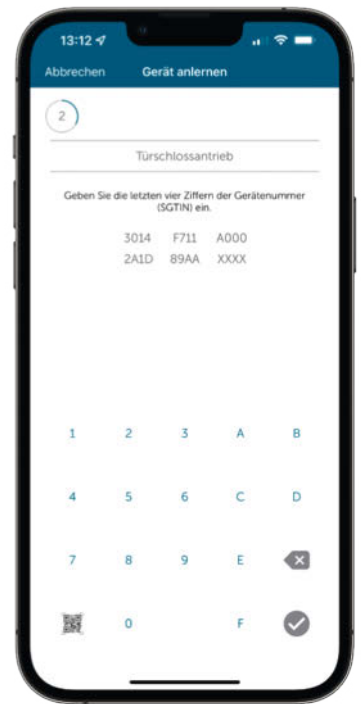 13:12
Abbrechen Gerät anlernen
2
Türschlossantrieb
Geben Sie die letzten vier Ziffern der Gerätenummer
(SGTIN) ein.
3014 F711 A000
2A1D 89AA XXXX
1 2 3 A B
4 5 6 C D
7 8 9 E
0 F